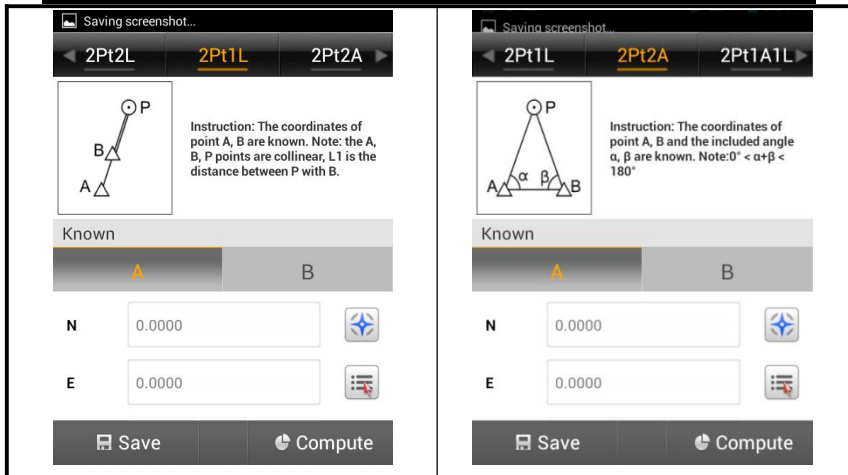 Saving screenshot...
2Pt2L 2Pt1L 2Pt2A
P
B
A
Instruction: The coordinates of
point A, B are known. Note: the A,
B, P points are collinear, L1 is the
distance between P with B.
Known
A B
N 0.0000
E 0.0000
Save Compute
Saving screenshot...
2Pt1L 2Pt2A 2Pt1A1L
P
A α β B
Instruction: The coordinates of
point A, B and the included angle
α, β are known. Note:0° < α+β <
180°
Known
A B
N 0.0000
E 0.0000
Save Compute